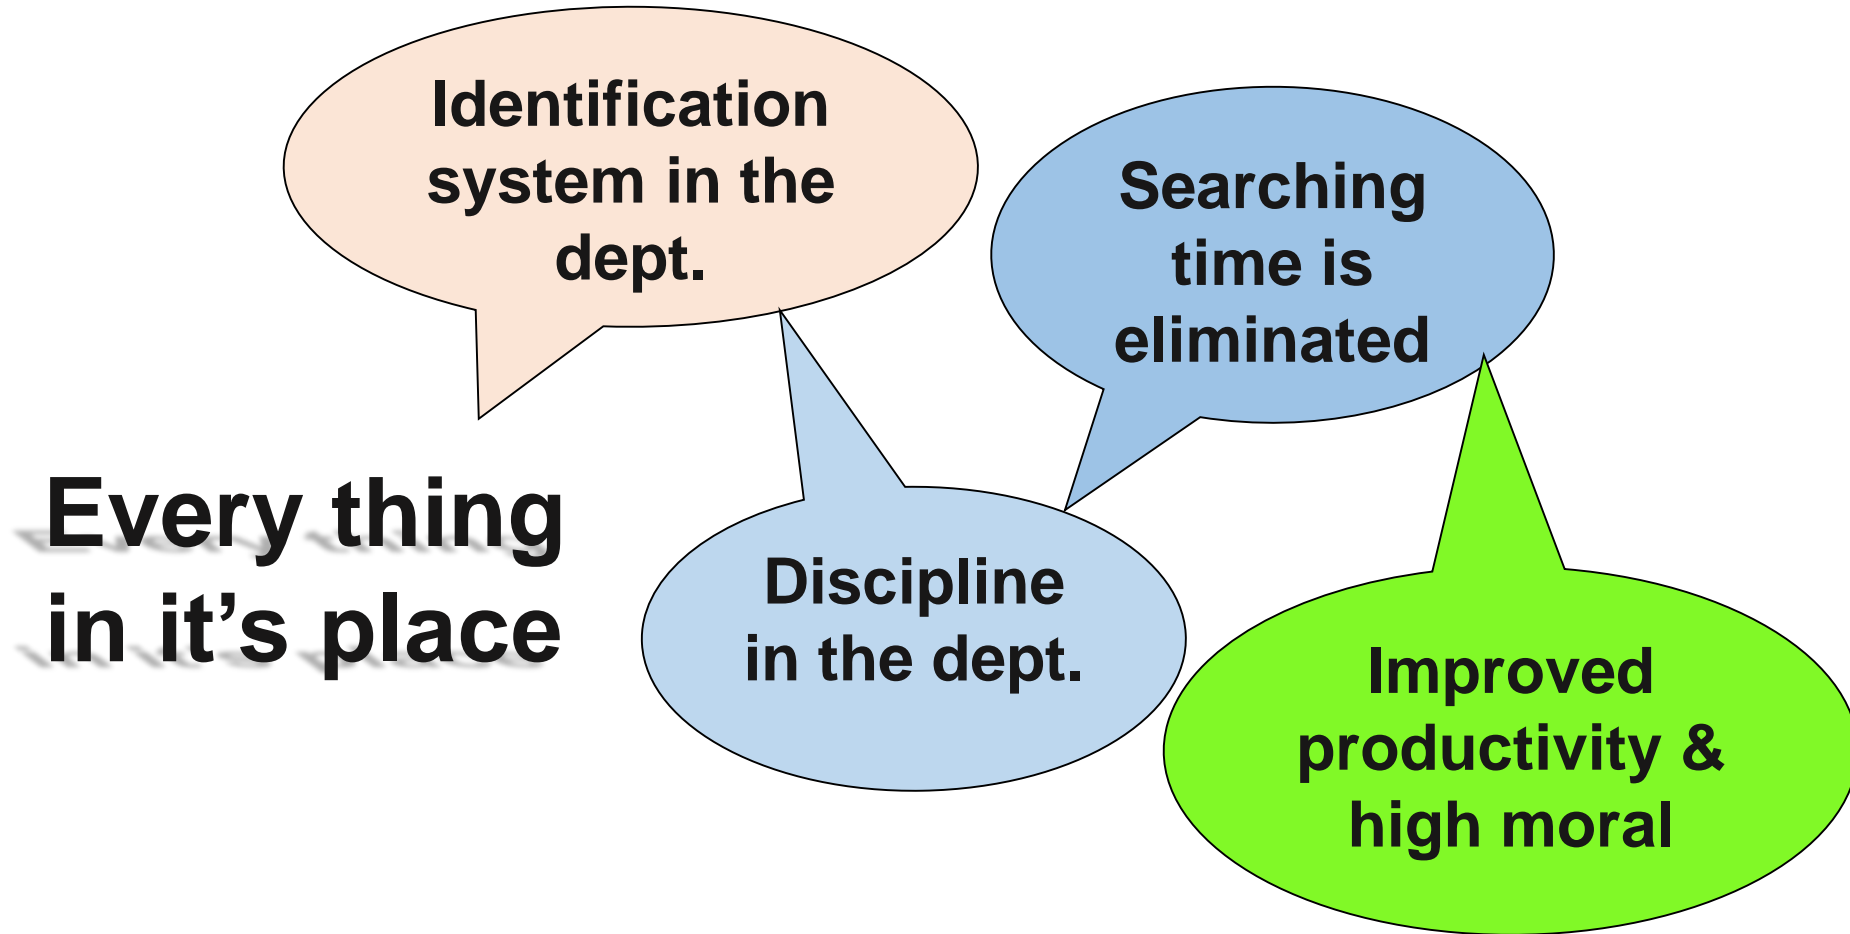 Identification
system in the
dept.
Searching
time is
eliminated
Every thing
in it’s place
Discipline
in the dept.
Improved
productivity &
high moral